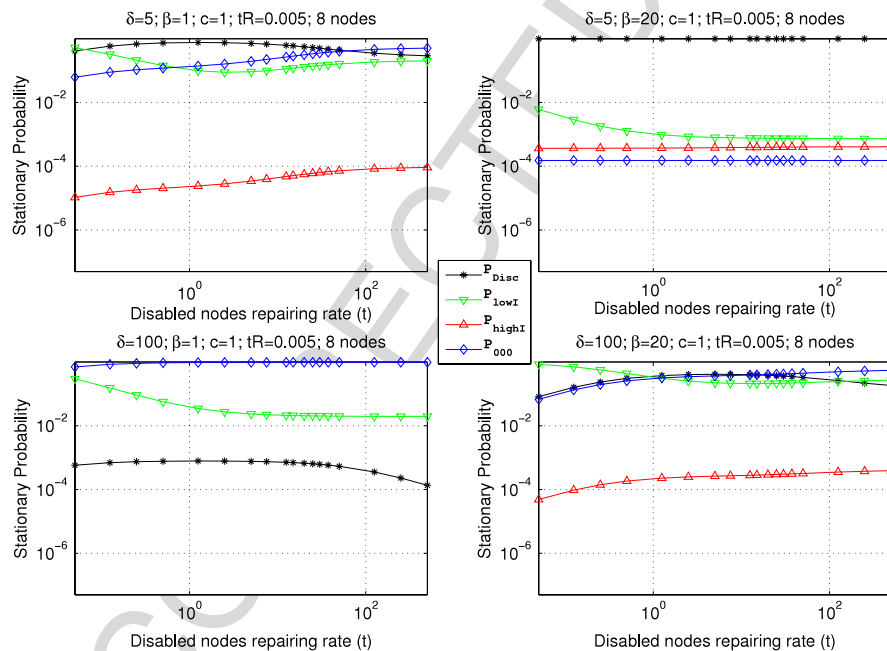 δ=5; β=1; c=1; tR=0.005; 8 nodes
Stationary Probability
10^-2
10^-4
10^-6
10^0
10^2
Disabled nodes repairing rate (t)
δ=5; β=20; c=1; tR=0.005; 8 nodes
Stationary Probability
10^-2
10^-4
10^-6
10^0
10^2
Disabled nodes repairing rate (t)
P_Disc
P_lowI
P_highI
P_000
δ=100; β=1; c=1; tR=0.005; 8 nodes
Stationary Probability
10^-2
10^-4
10^-6
10^0
10^2
Disabled nodes repairing rate (t)
δ=100; β=20; c=1; tR=0.005; 8 nodes
Stationary Probability
10^-2
10^-4
10^-6
10^0
10^2
Disabled nodes repairing rate (t)